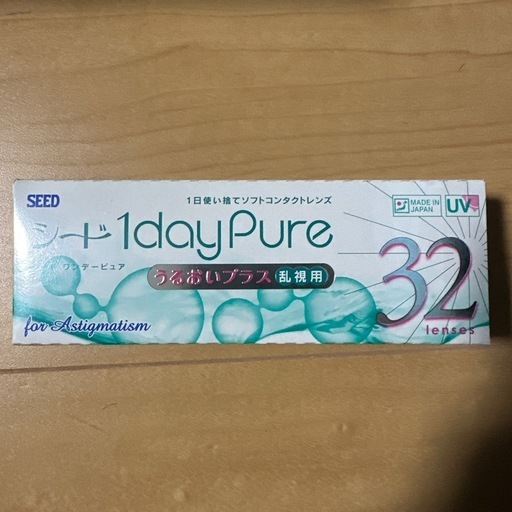 SEED
1日使い捨てソフトコンタクトレンズ
MADE IN JAPAN
UV
シード 1dayPure
ワンデーピュア
うるおいプラス 乱視用
32
lenses
for Astigmatism